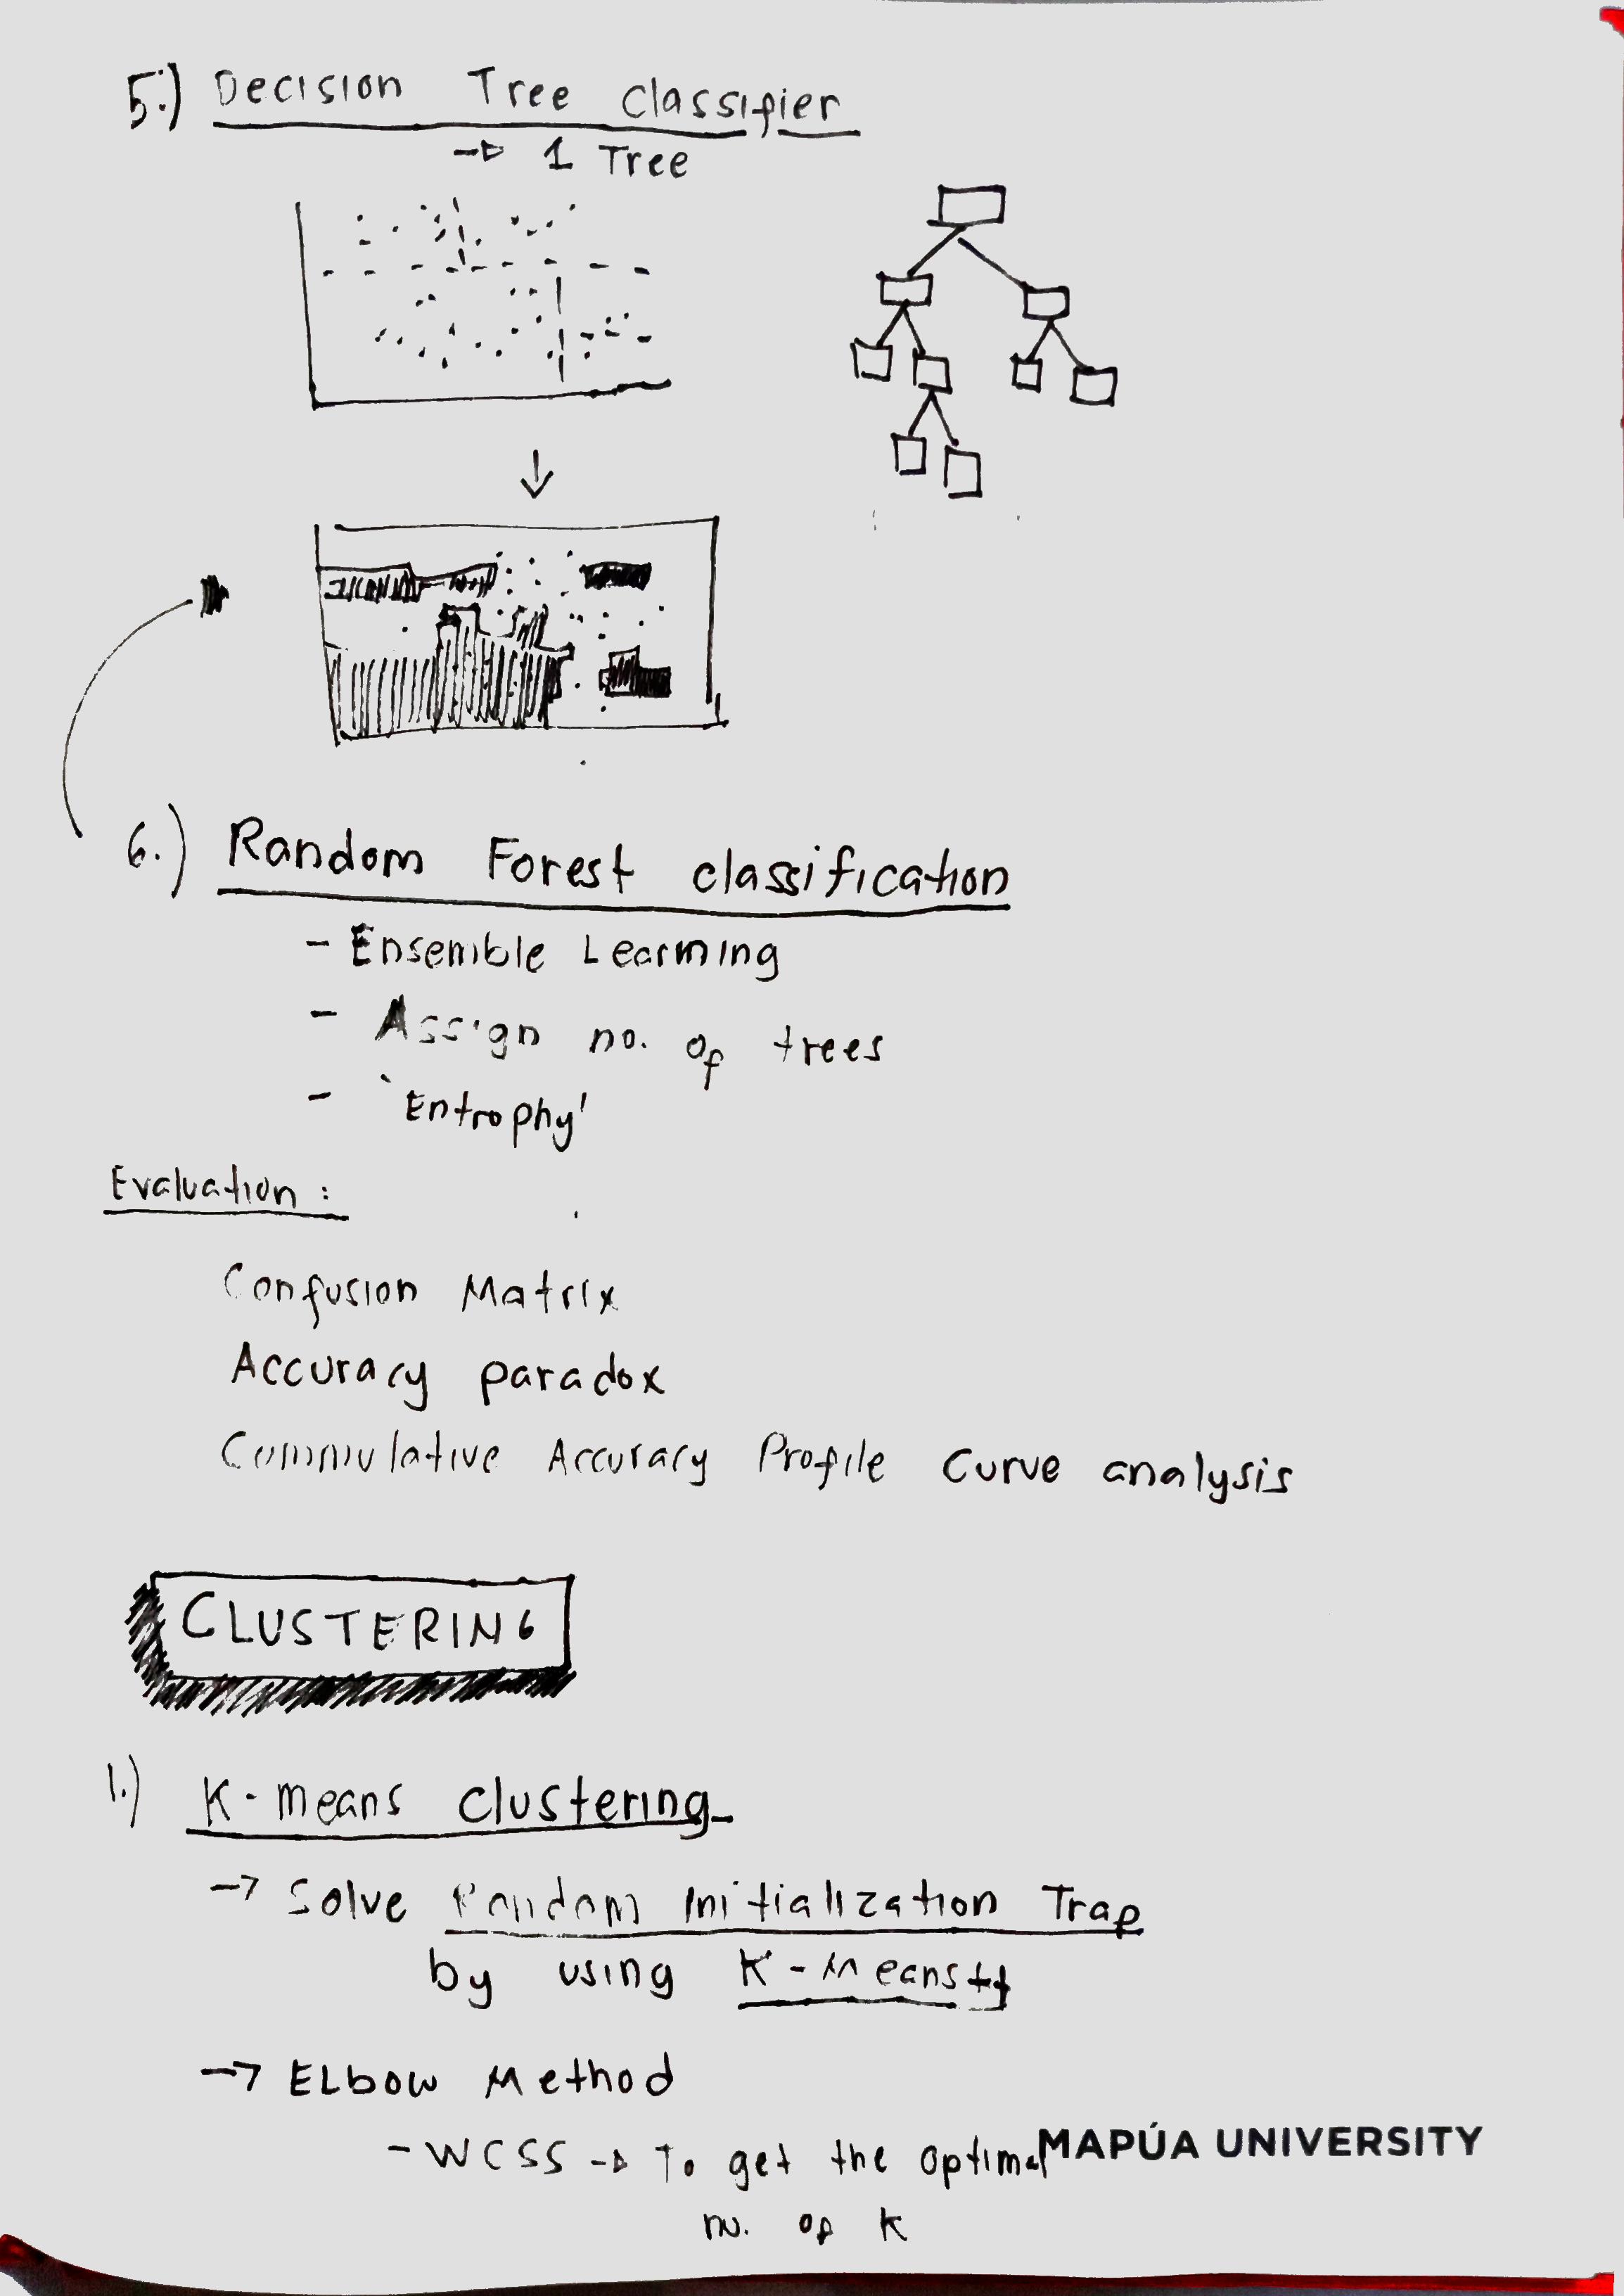 5.) Decision Tree Classifier
→ 1 Tree
6.) Random Forest classification
- Ensemble Learning
- Assign no. of trees
- 'Entrophy'
Evaluation :
Confusion Matrix
Accuracy paradox
Commulative Accuracy Profile Curve analysis
CLUSTERING
1.) K-means clustering
→ Solve Random Initialization Trap
by using K-Means++
→ Elbow Method
- WCSS → To get the optimal
no. of k
MAPÚA UNIVERSITY